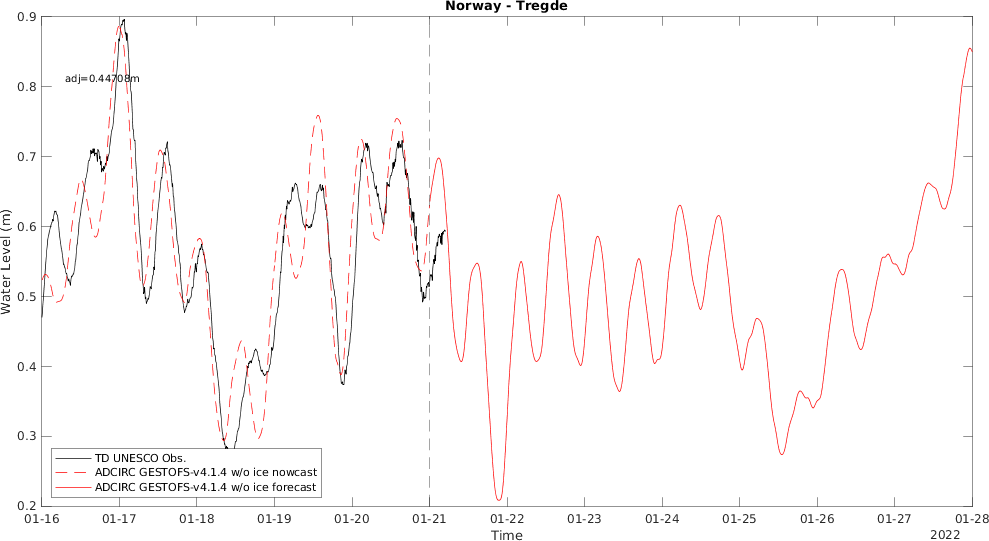 Norway - Tregde
Water Level (m)
0.9
0.8
0.7
0.6
0.5
0.4
0.3
0.2
adj=0.44708m
TD UNESCO Obs.
ADCIRC GESTOFS-v4.1.4 w/o ice nowcast
ADCIRC GESTOFS-v4.1.4 w/o ice forecast
01-16 01-17 01-18 01-19 01-20 01-21 01-22 01-23 01-24 01-25 01-26 01-27 01-28
Time
2022